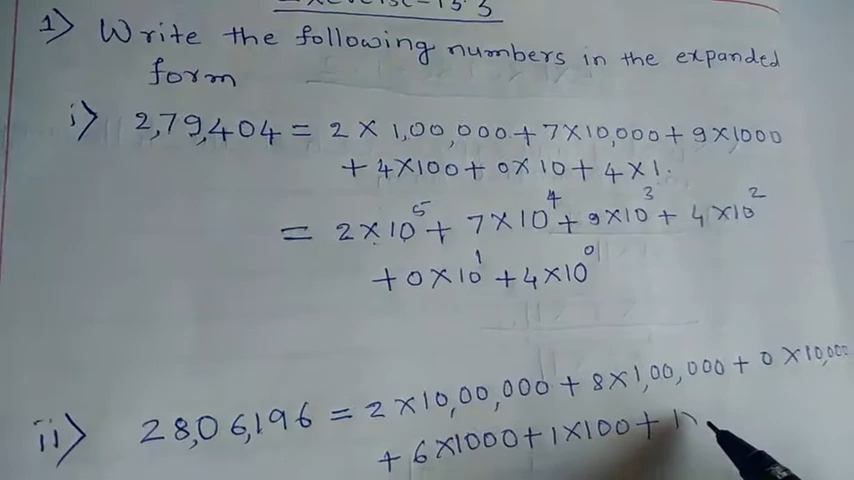 1) Write the following numbers in the expanded
form
i) 2,79,404 = 2 × 1,00,000 + 7×10,000 + 9×1000
+ 4×100 + 0×10 + 4×1.
= 2×10⁵ + 7×10⁴ + 9×10³ + 4×10²
+ 0×10¹ + 4×10⁰
ii) 28,06,196 = 2×10,00,000 + 8×1,00,000 + 0×10,000
+ 6×1000 + 1×100 +